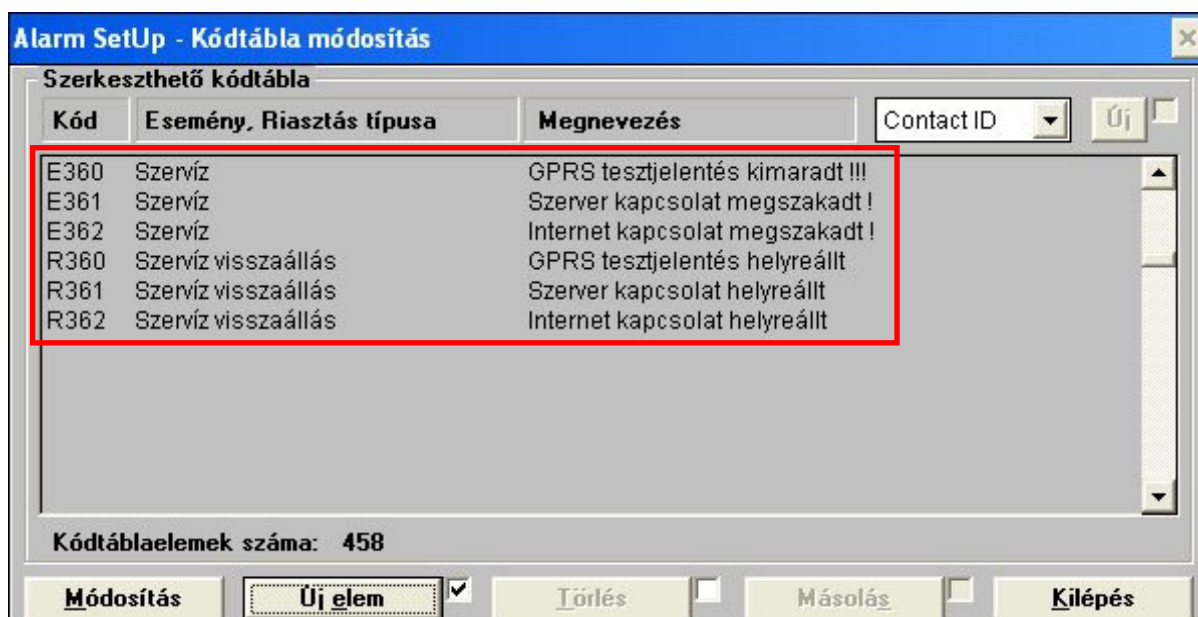 Alarm SetUp - Kódtábla módosítás
Szerkeszthető kódtábla
Kód Esemény, Riasztás típusa Megnevezés Contact ID Új
E360 Szervíz GPRS tesztjelentés kimaradt !!!
E361 Szervíz Szerver kapcsolat megszakadt !
E362 Szervíz Internet kapcsolat megszakadt !
R360 Szervíz visszaállás GPRS tesztjelentés helyreállt
R361 Szervíz visszaállás Szerver kapcsolat helyreállt
R362 Szervíz visszaállás Internet kapcsolat helyreállt
Kódtáblaelemek száma: 458
Módosítás Új elem Törlés Másolás Kilépés